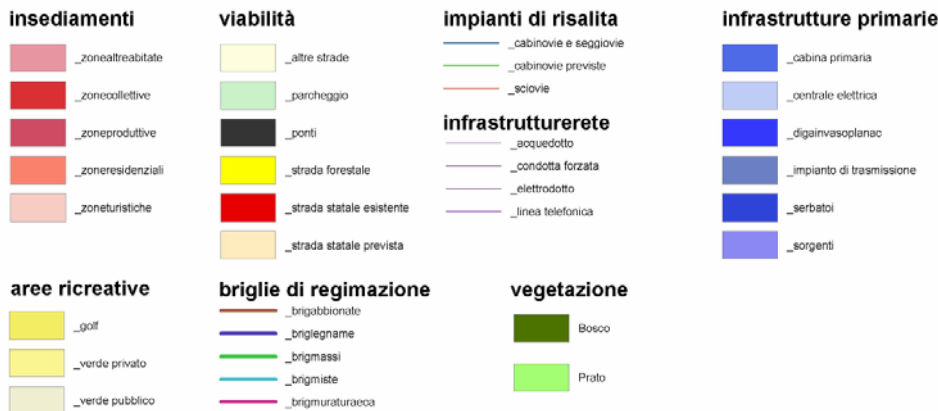 insediamenti
_zonealtreabitate
_zonecollettive
_zoneproduttive
_zoneresidenziali
_zoneturistiche
viabilità
_altre strade
_parcheggio
_ponti
_strada forestale
_strada statale esistente
_strada statale prevista
impianti di risalita
_cabinovie e seggiovie
_cabinovie previste
_sciovie
infrastrutturerete
_acquedotto
_condotta forzata
_elettrodotto
_linea telefonica
infrastrutture primarie
_cabina primaria
_centrale elettrica
_digainvasoplanac
_impianto di trasmissione
_serbatoi
_sorgenti
aree ricreative
_golf
_verde privato
_verde pubblico
briglie di regimazione
_brigabbionate
_briglegname
_brigmassi
_brigmiste
_brigmuraturaeca
vegetazione
Bosco
Prato